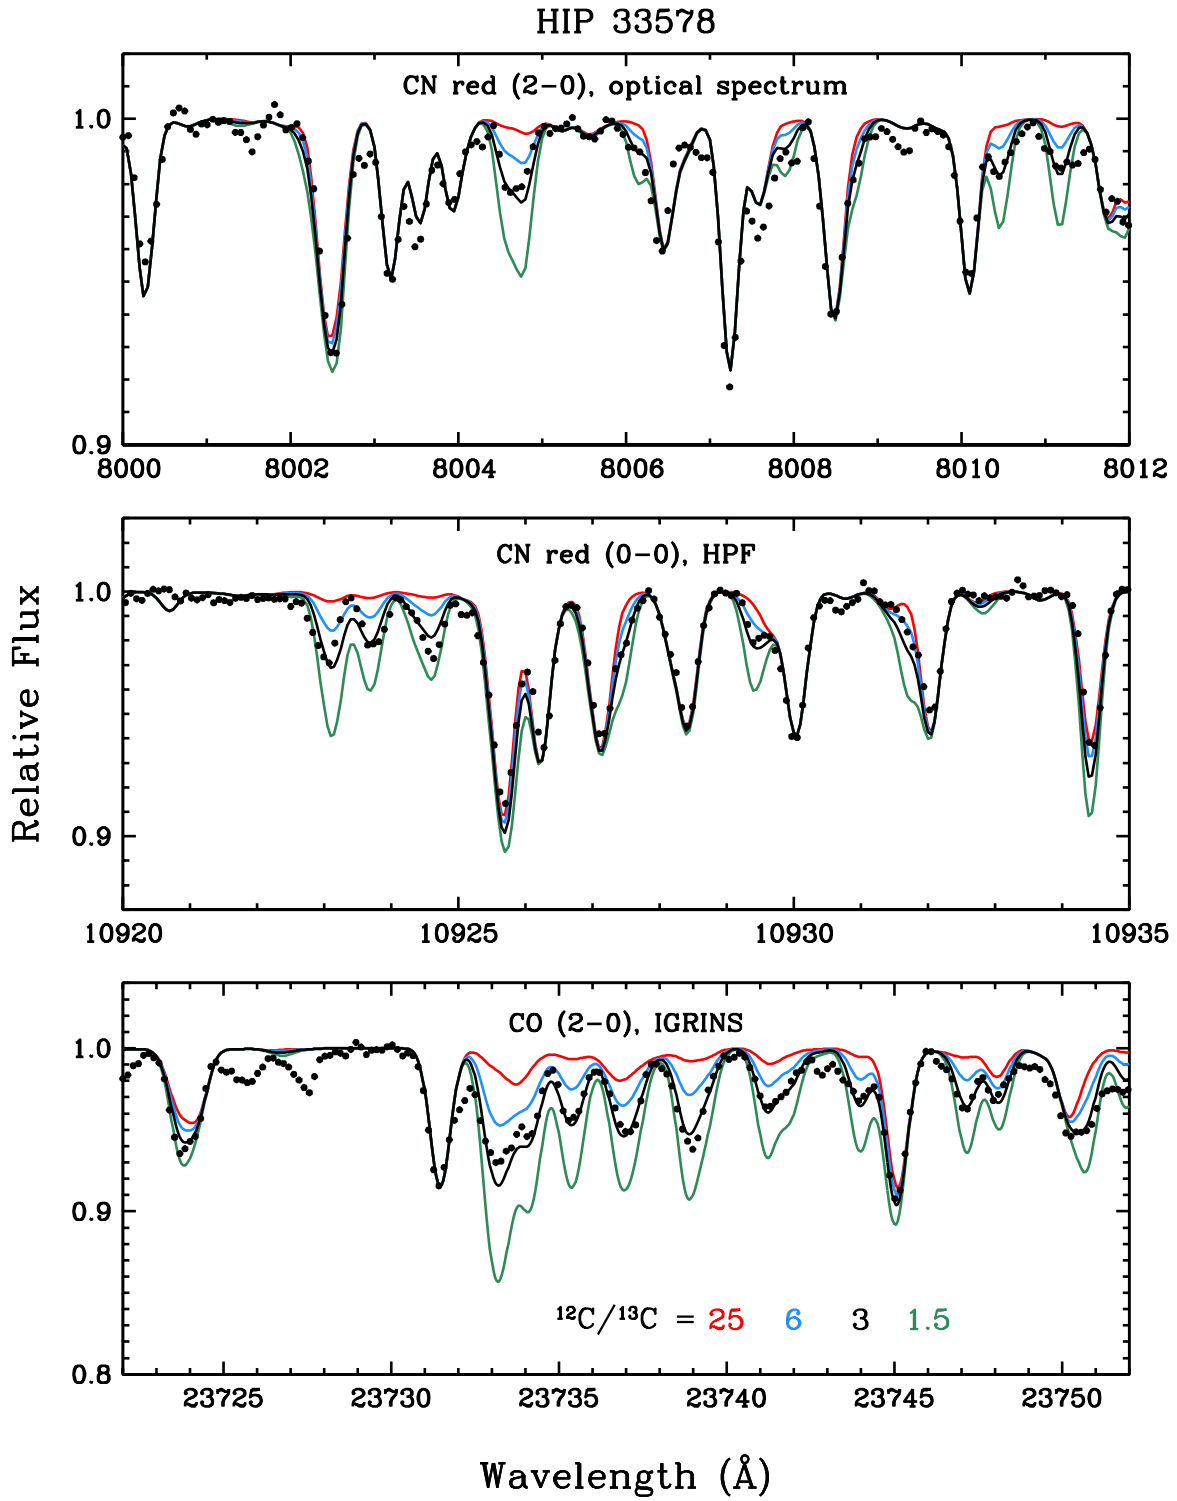 HIP 33578
CN red (2-0), optical spectrum
1.0
0.9
8000 8002 8004 8006 8008 8010 8012
CN red (0-0), HPF
1.0
0.9
10920 10925 10930 10935
Relative Flux
CO (2-0), IGRINS
1.0
0.9
¹²C/¹³C = 25 6 3 1.5
0.8
23725 23730 23735 23740 23745 23750
Wavelength (Å)